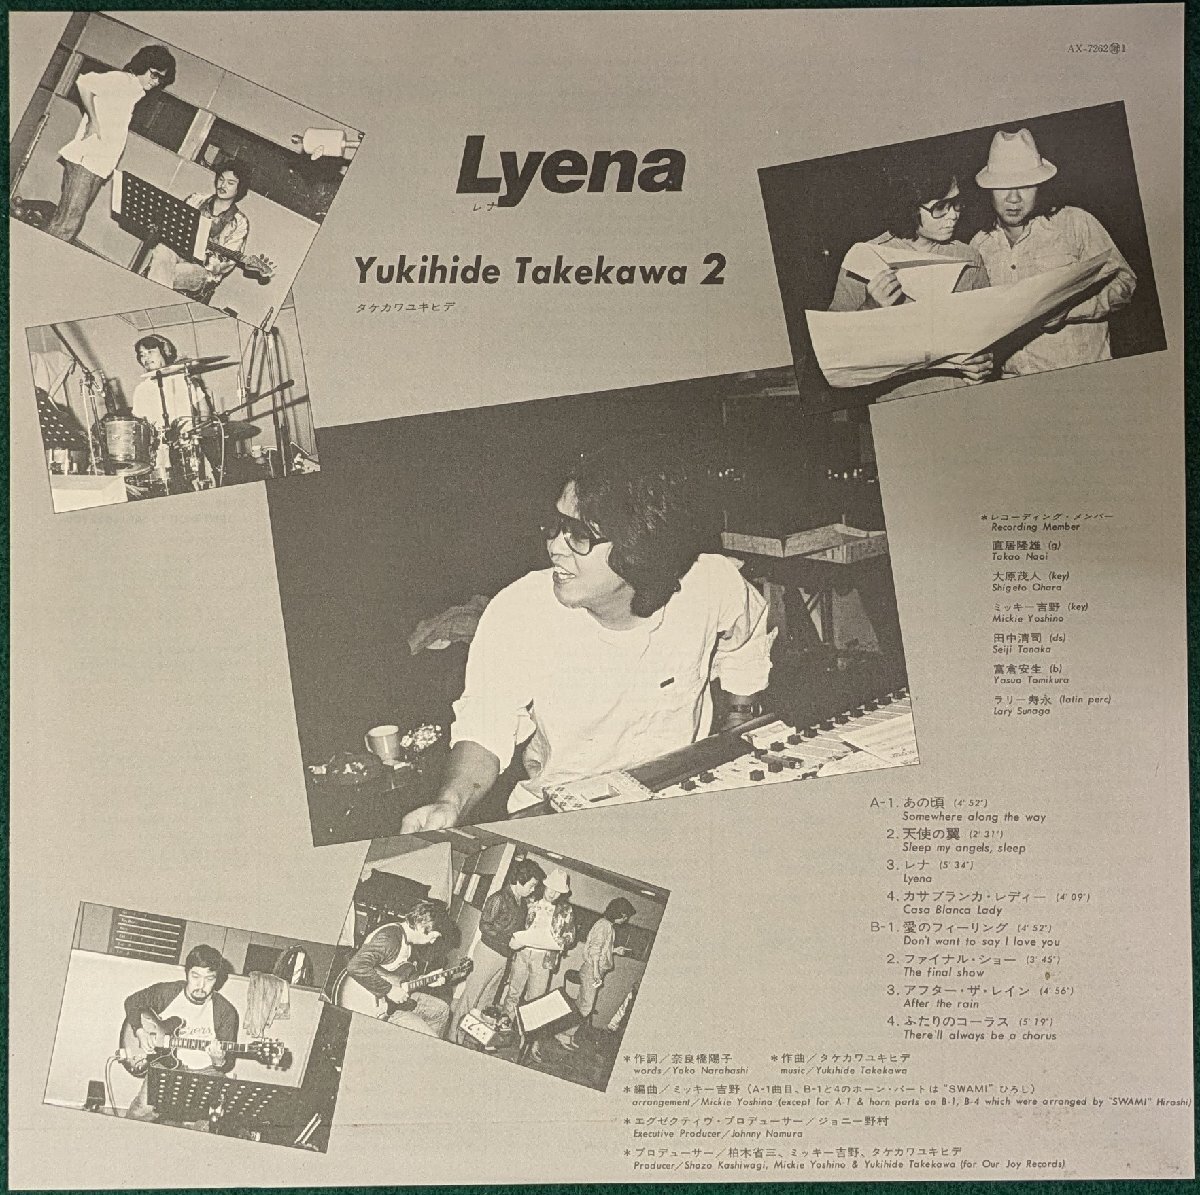 AX-7262㊞1
Lyena
レナ
Yukihide Takekawa 2
タケカワユキヒデ
*レコーディング・メンバー
Recording Member
直居隆雄 (g)
Takao Naoi
大原茂人 (key)
Shigeto Ohara
ミッキー吉野 (key)
Mickie Yoshino
田中清司 (ds)
Seiji Tanaka
富倉安生 (b)
Yasuo Tomikura
ラリー寿永 (latin perc)
Lary Sunaga
A-1. あの頃 (4'52")
Somewhere along the way
2. 天使の翼 (2'31")
Sleep my angels, sleep
3. レナ (5'34")
Lyena
4. カサブランカ・レディー (4'09")
Casa Blanca Lady
B-1. 愛のフィーリング (4'52")
Don't want to say I love you
2. ファイナル・ショー (3'45")
The final show
3. アフター・ザ・レイン (4'56")
After the rain
4. ふたりのコーラス (5'19")
There'll always be a chorus
*作詞/奈良橋陽子 *作曲/タケカワユキヒデ
words/Yoko Narahashi music/Yukihide Takekawa
*編曲/ミッキー吉野(A-1曲目、B-1と4のホーン・パートは"SWAMI"ひろし)
arrangement/Mickie Yoshino (except for A-1 & horn parts on B-1, B-4 which were arranged by "SWAMI" Hiroshi)
*エグゼクティヴ・プロデューサー/ジョニー野村
Executive Producer/Johnny Nomura
*プロデューサー/柏木省三、ミッキー吉野、タケカワユキヒデ
Producer/Shozo Kashiwagi, Mickie Yoshino & Yukihide Takekawa (for Our Joy Records)